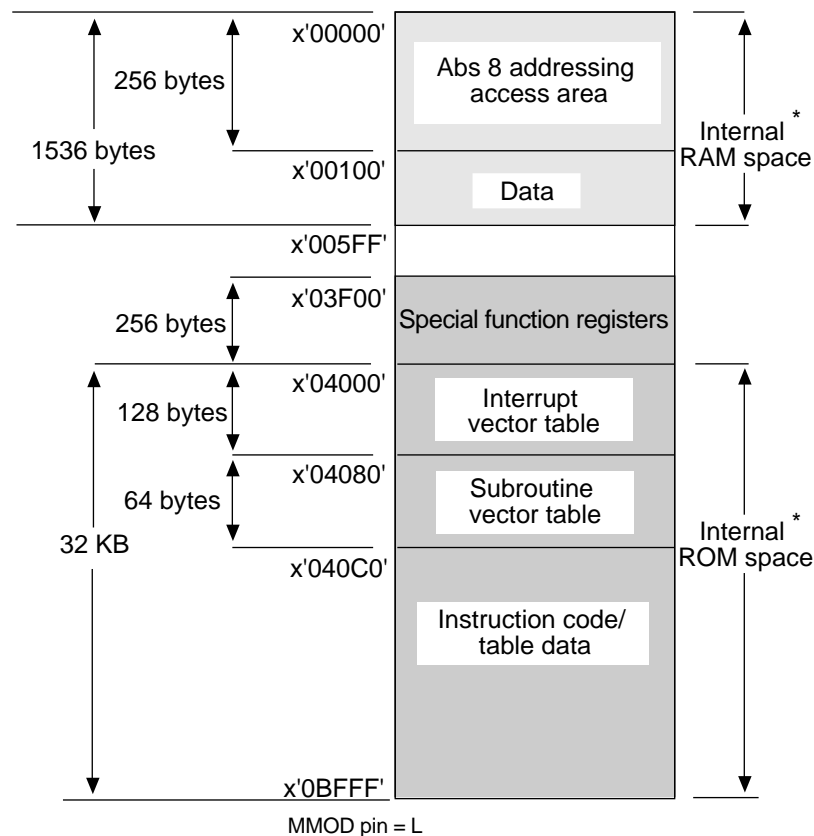 x'00000'
256 bytes
1536 bytes
Abs 8 addressing
access area
Internal *
RAM space
x'00100'
Data
x'005FF'
x'03F00'
256 bytes
Special function registers
x'04000'
128 bytes
Interrupt
vector table
x'04080'
64 bytes
Subroutine
vector table
32 KB
Internal *
ROM space
x'040C0'
Instruction code/
table data
x'0BFFF'
MMOD pin = L